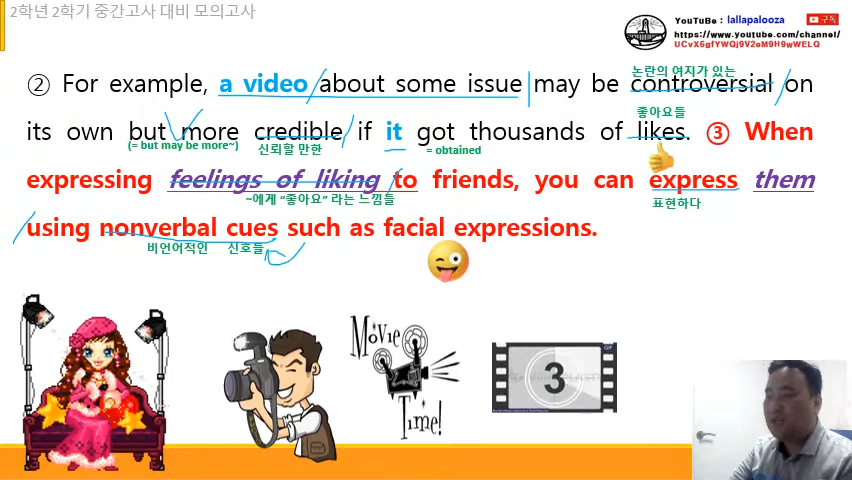 2학년 2학기 중간고사 대비 모의고사
YouTuBe : lallapalooza 구독
https://www.youtube.com/channel/
UCvX6gfYWQj9V2eM9H9wWELQ
논란의 여지가 있는
② For example, a video about some issue may be controversial on
좋아요들
its own but more credible if it got thousands of likes. ③ When
(= but may be more~) 신뢰할 만한 = obtained
expressing feelings of liking to friends, you can express them
~에게 “좋아요” 라는 느낌들 표현하다
using nonverbal cues such as facial expressions.
비언어적인 신호들
Movie
Time!
3